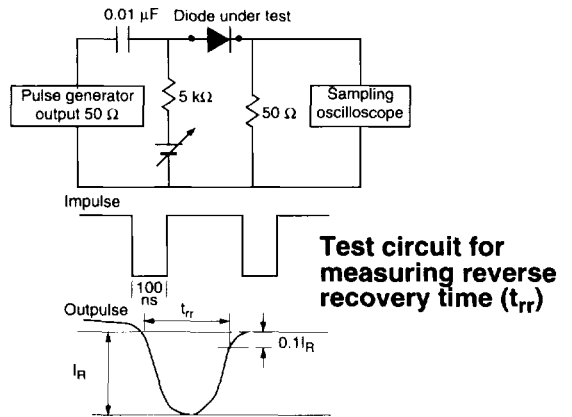 0.01 µF
Diode under test
Pulse generator
output 50 Ω
5 kΩ
50 Ω
Sampling
oscilloscope
Impulse
100
ns
Test circuit for
measuring reverse
recovery time (trr)
Outpulse
trr
0.1IR
IR